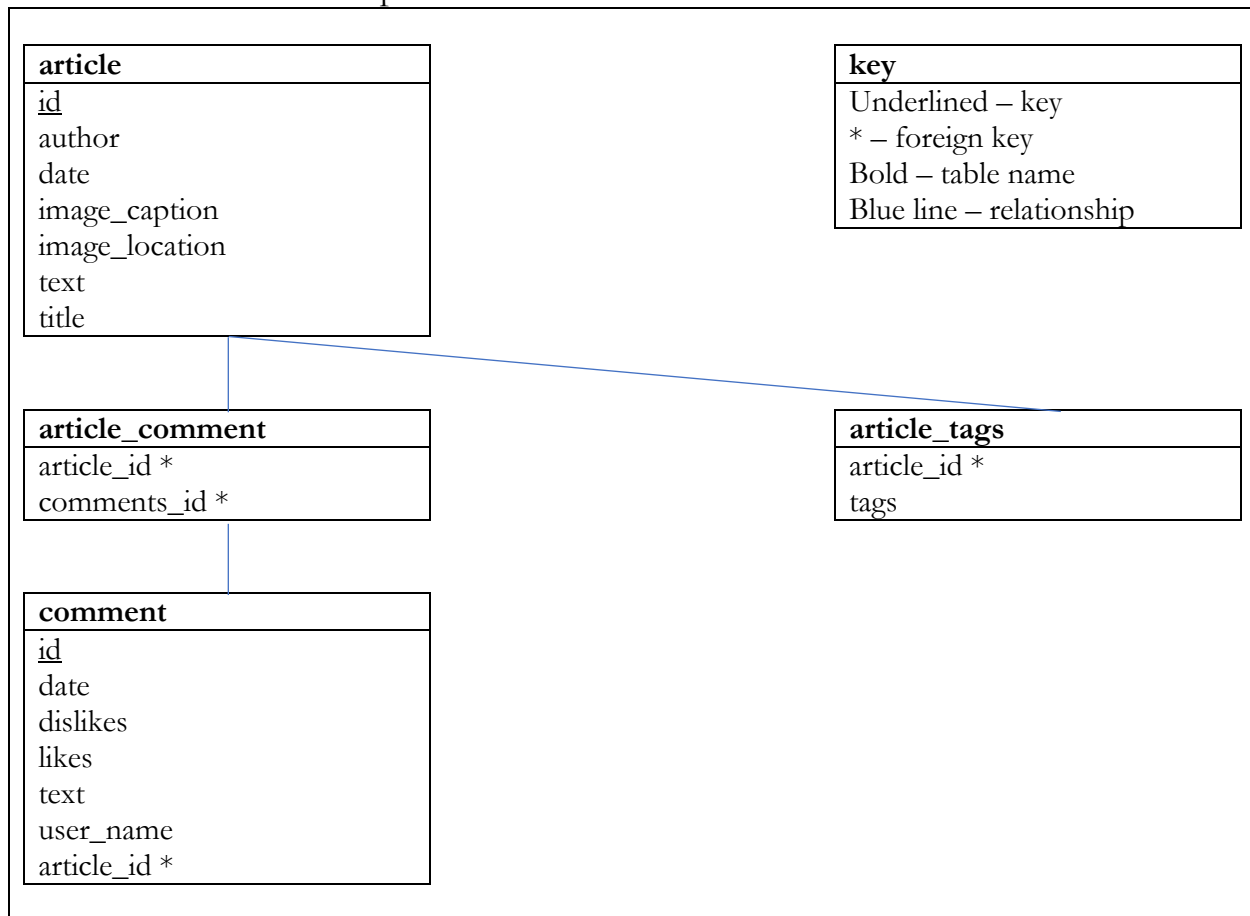 article
id
author
date
image_caption
image_location
text
title
key
Underlined – key
* – foreign key
Bold – table name
Blue line – relationship
article_comment
article_id *
comments_id *
article_tags
article_id *
tags
comment
id
date
dislikes
likes
text
user_name
article_id *